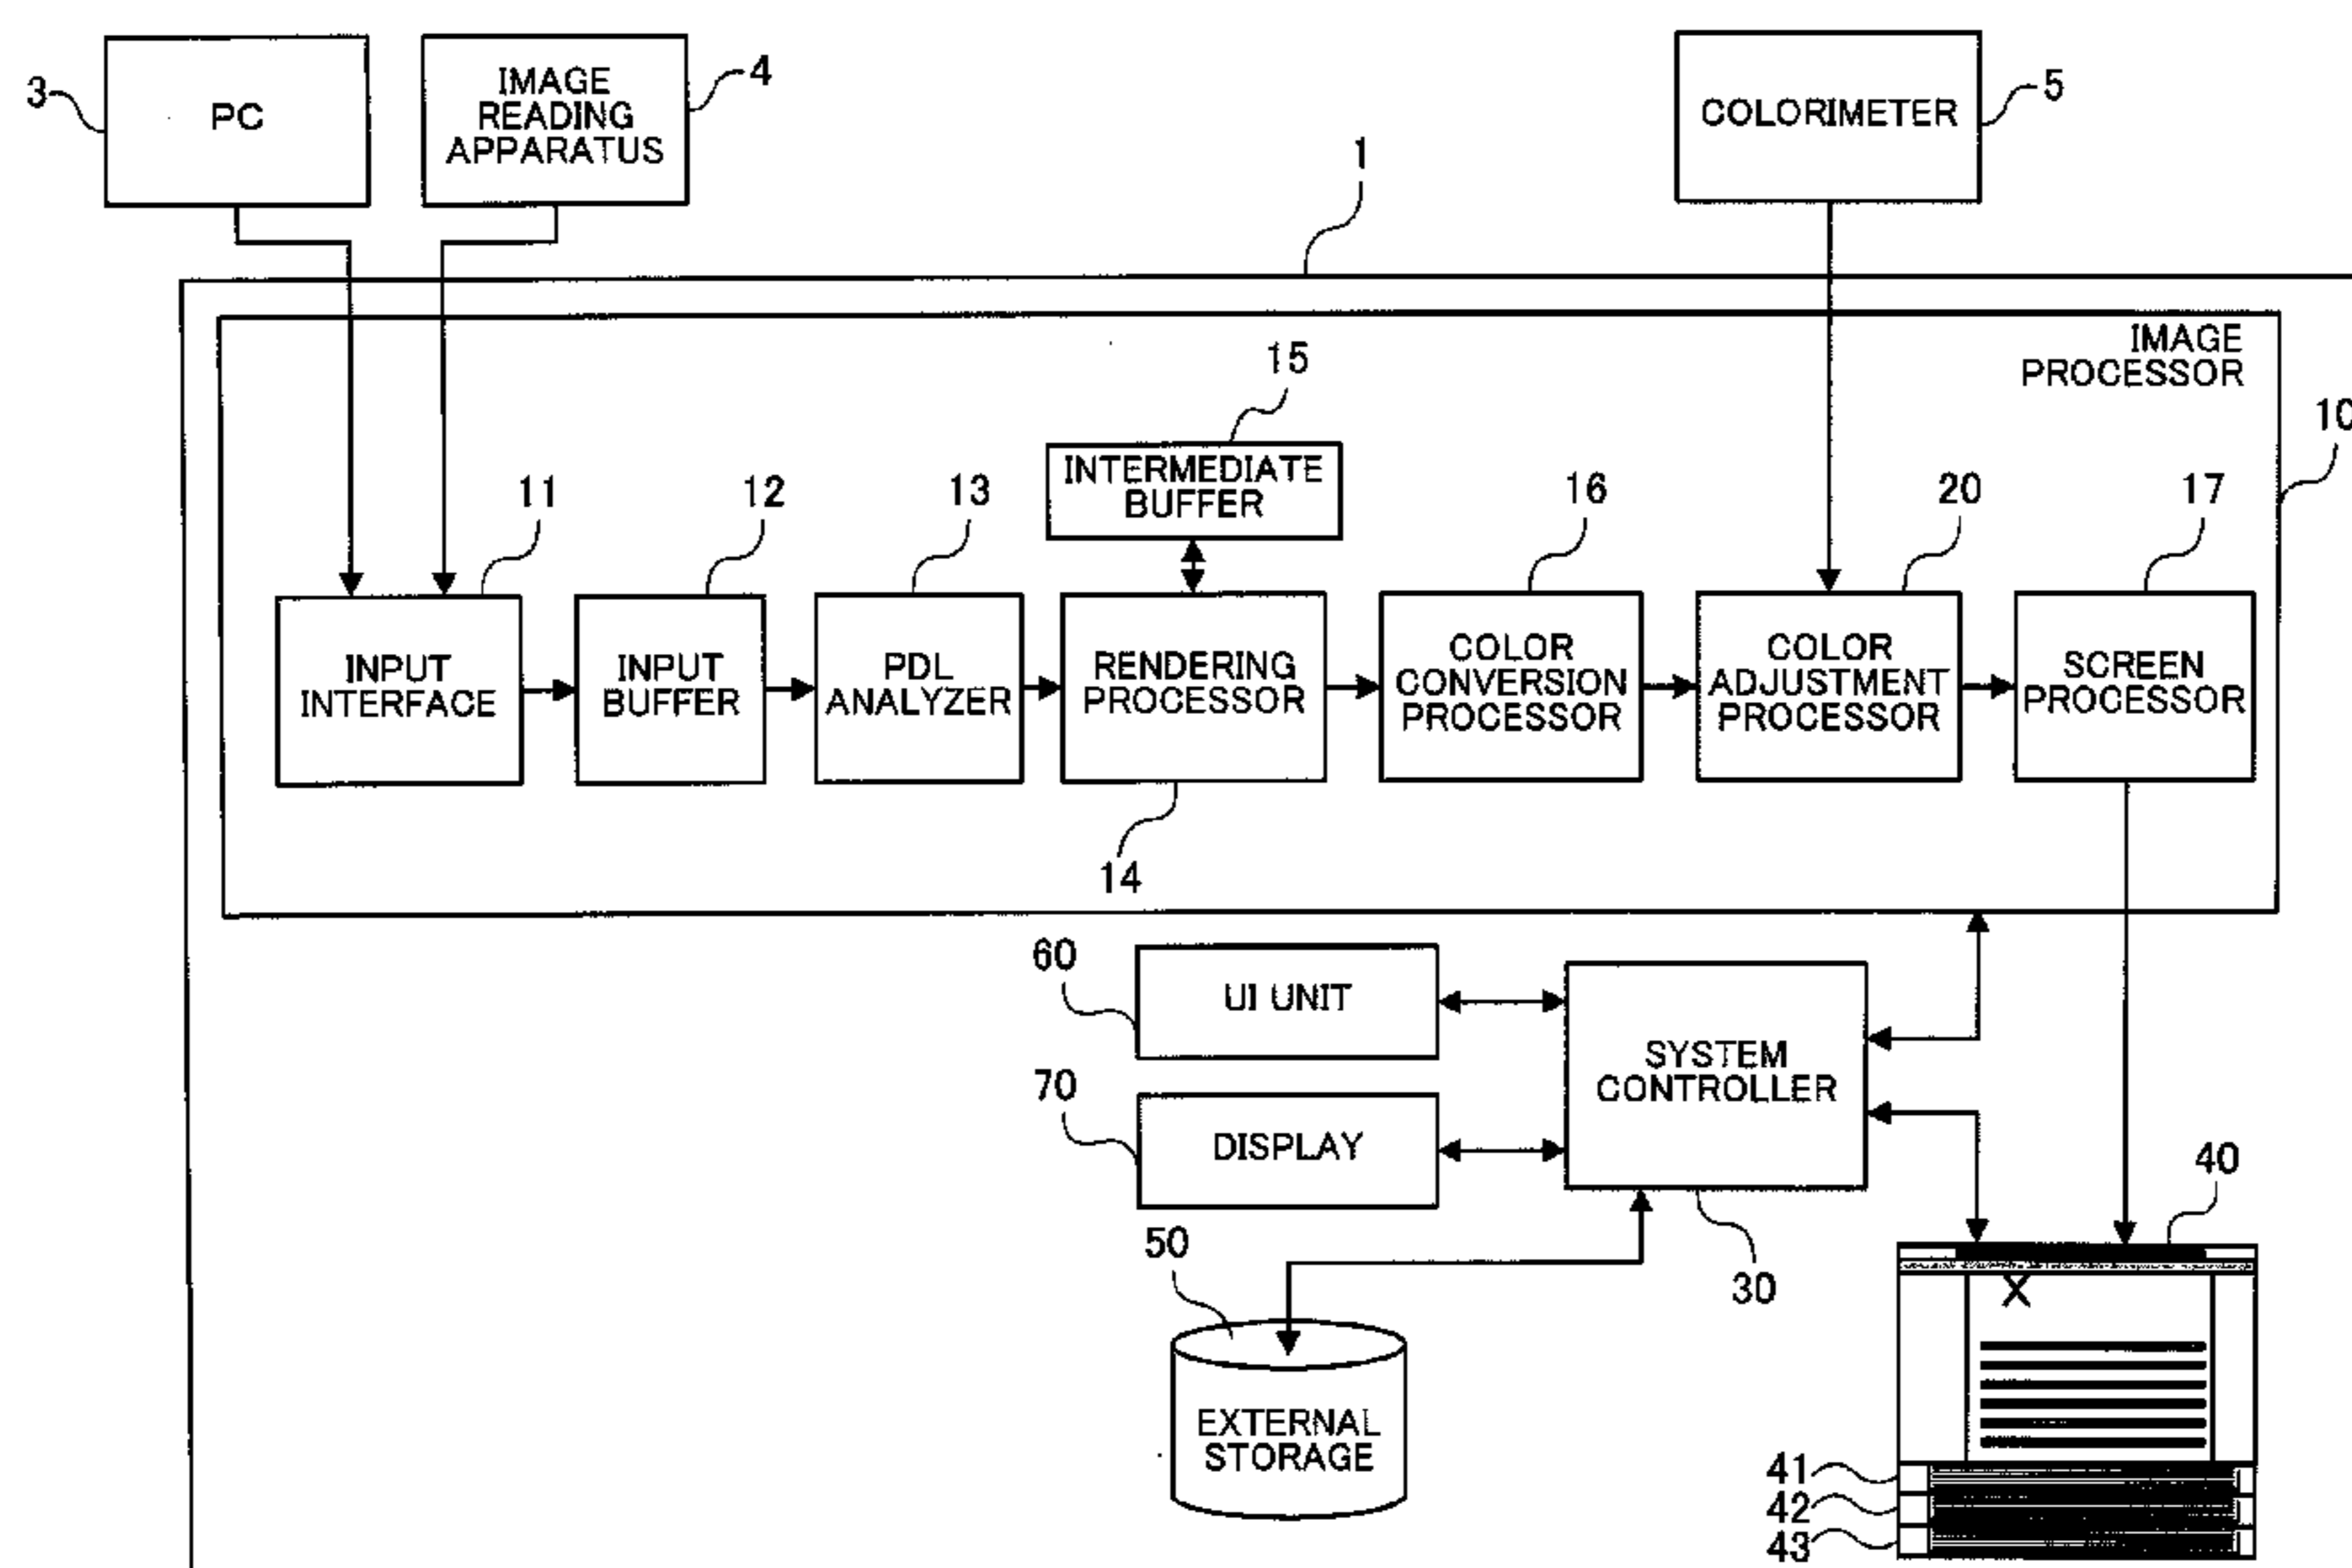 3
PC
IMAGE
READING
APPARATUS
4
COLORIMETER
5
1
IMAGE
PROCESSOR
10
15
INTERMEDIATE
BUFFER
11
12
13
16
20
17
INPUT
INTERFACE
INPUT
BUFFER
PDL
ANALYZER
RENDERING
PROCESSOR
COLOR
CONVERSION
PROCESSOR
COLOR
ADJUSTMENT
PROCESSOR
SCREEN
PROCESSOR
14
60
UI UNIT
SYSTEM
CONTROLLER
70
DISPLAY
40
50
30
X
EXTERNAL
STORAGE
41
42
43